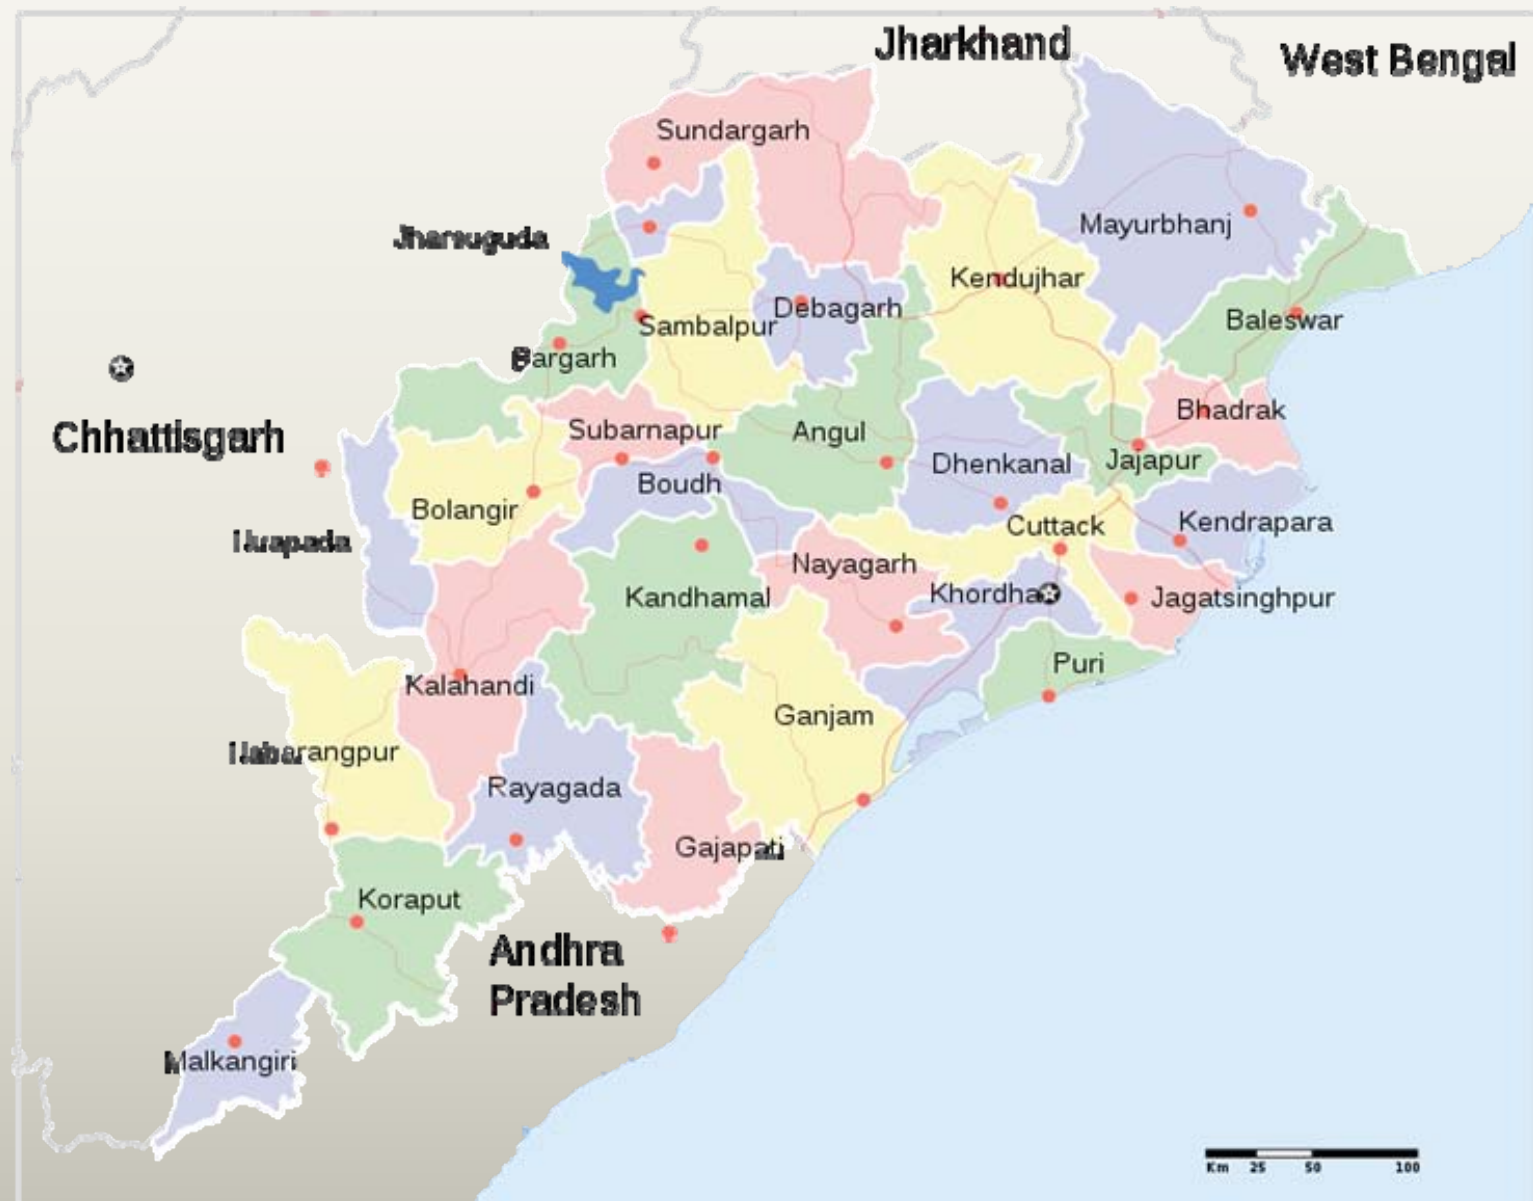 Jharkhand
West Bengal
Sundargarh
Mayurbhanj
Jharsuguda
Kendujhar
Debagarh
Baleswar
Sambalpur
Bargarh
Bhadrak
Chhattisgarh
Subarnapur
Angul
Jajapur
Dhenkanal
Boudh
Bolangir
Kendrapara
Cuttack
Nayagarh
Khordha
Kandhamal
Jagatsinghpur
Puri
Kalahandi
Ganjam
Rayagada
Gajapati
Koraput
Andhra
Pradesh
Malkangiri
Km 25 50 100